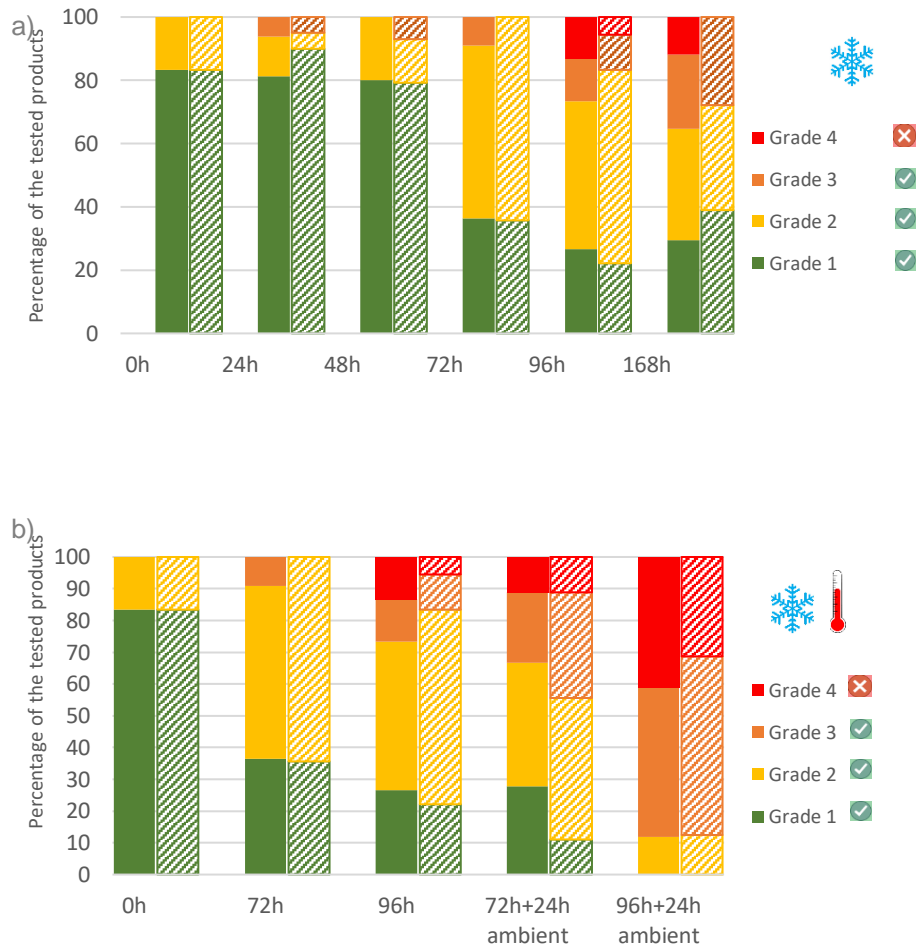 a)
Percentage of the tested products
100
80
60
40
20
0
0h 24h 48h 72h 96h 168h
Grade 4
Grade 3
Grade 2
Grade 1
b)
Percentage of the tested products
100
90
80
70
60
50
40
30
20
10
0
0h 72h 96h 72h+24h 96h+24h
ambient ambient
Grade 4
Grade 3
Grade 2
Grade 1